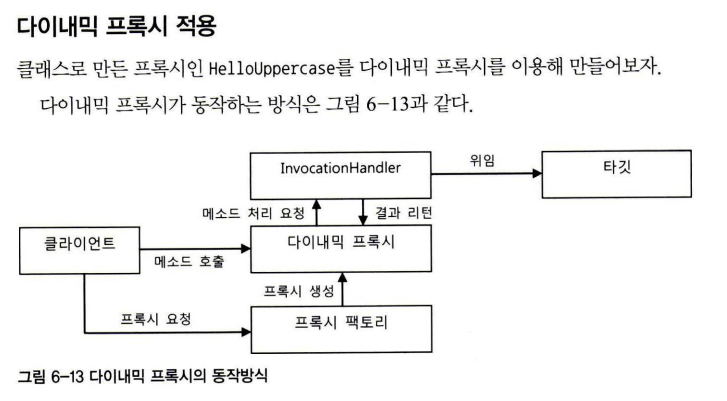 다이내믹 프록시 적용
클래스로 만든 프록시인 HelloUppercase를 다이내믹 프록시를 이용해 만들어보자.
다이내믹 프록시가 동작하는 방식은 그림 6-13과 같다.
InvocationHandler
위임
타깃
메소드 처리 요청
결과 리턴
클라이언트
메소드 호출
다이내믹 프록시
프록시 생성
프록시 요청
프록시 팩토리
그림 6-13 다이내믹 프록시의 동작방식